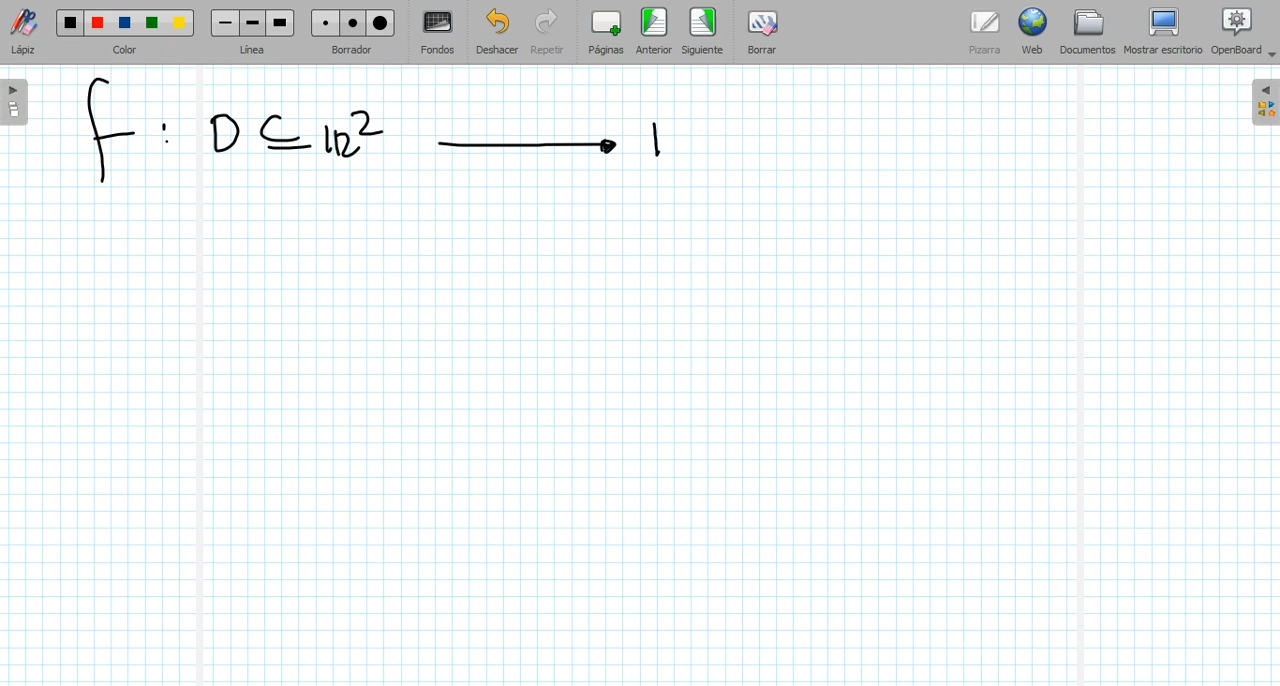 Lápiz Color Línea Borrador Fondos Deshacer Repetir Páginas Anterior Siguiente Borrar Pizarra Web Documentos Mostrar escritorio OpenBoard
f : D ⊆ ℝ² ⟶ |